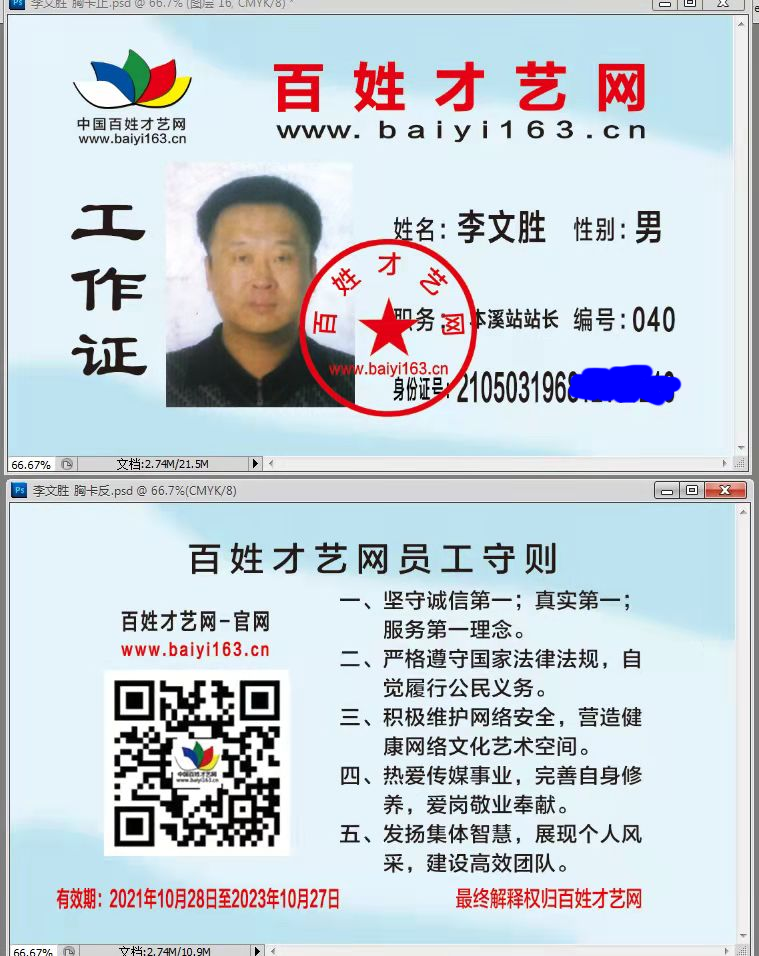 李文胜 胸卡正.psd @ 66.7% (图层 16, CMYK/8) *
中国百姓才艺网
www.baiyi163.cn
百姓才艺网
www.baiyi163.cn
工作证
姓名：李文胜 性别：男
职务：本溪站站长 编号：040
身份证号：2105031968
百姓才艺网
www.baiyi163.cn
66.67% 文档:2.74M/21.5M
李文胜 胸卡反.psd @ 66.7%(CMYK/8)
百姓才艺网员工守则
百姓才艺网-官网
www.baiyi163.cn
中国百姓才艺网
www.baiyi163.cn
一、坚守诚信第一；真实第一；
服务第一理念。
二、严格遵守国家法律法规，自
觉履行公民义务。
三、积极维护网络安全，营造健
康网络文化艺术空间。
四、热爱传媒事业，完善自身修
养，爱岗敬业奉献。
五、发扬集体智慧，展现个人风
采，建设高效团队。
有效期：2021年10月28日至2023年10月27日
最终解释权归百姓才艺网
66.67% 文档:2.74M/10.9M